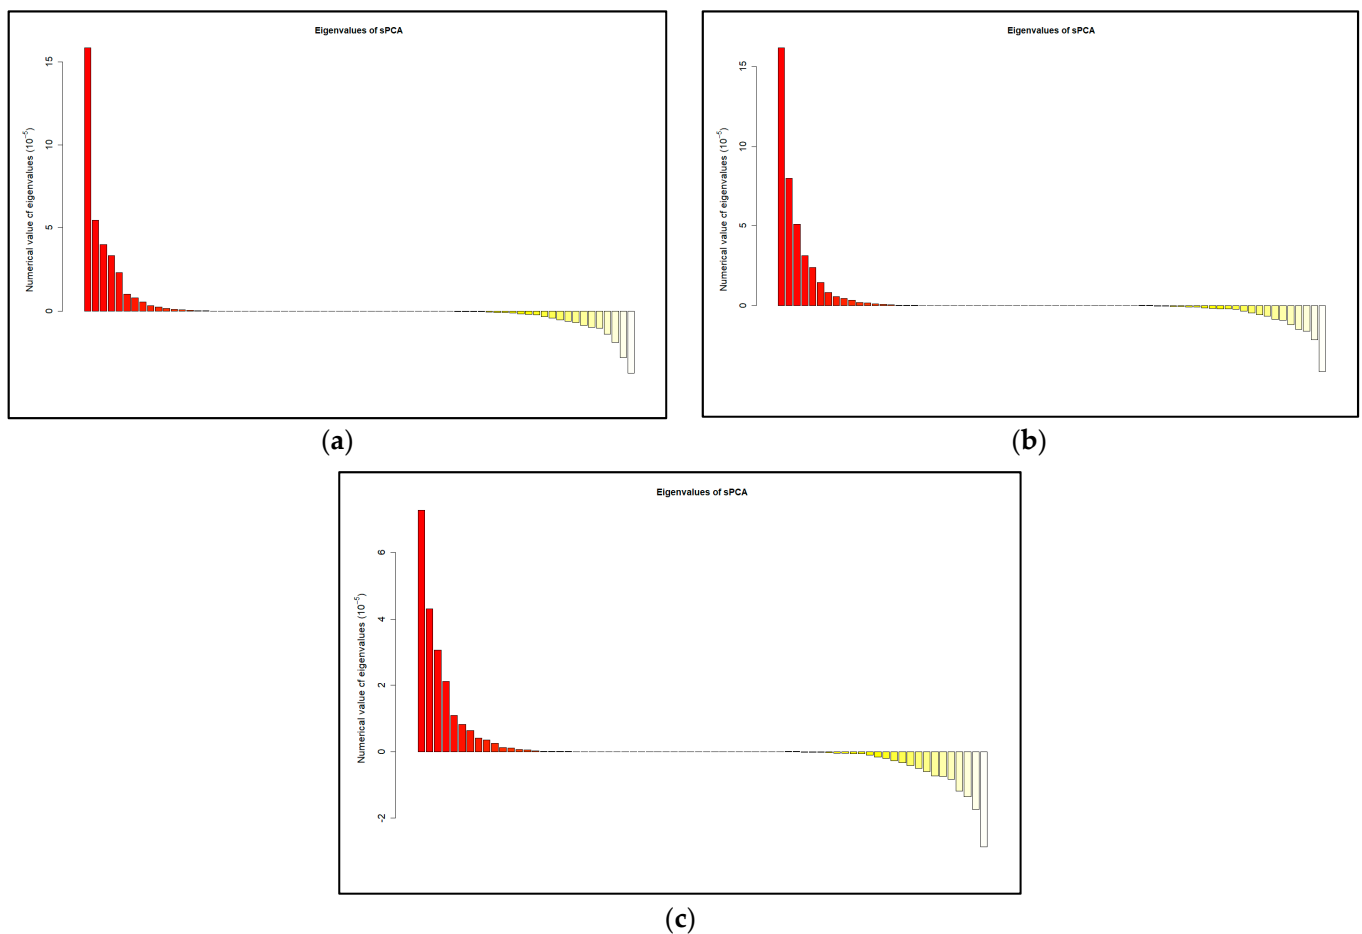 Eigenvalues of sPCA
Numerical value of eigenvalues (10⁻⁵)
15
10
5
0
(a)
Eigenvalues of sPCA
Numerical value of eigenvalues (10⁻⁵)
15
10
5
0
(b)
Eigenvalues of sPCA
Numerical value of eigenvalues (10⁻⁵)
6
4
2
0
-2
(c)